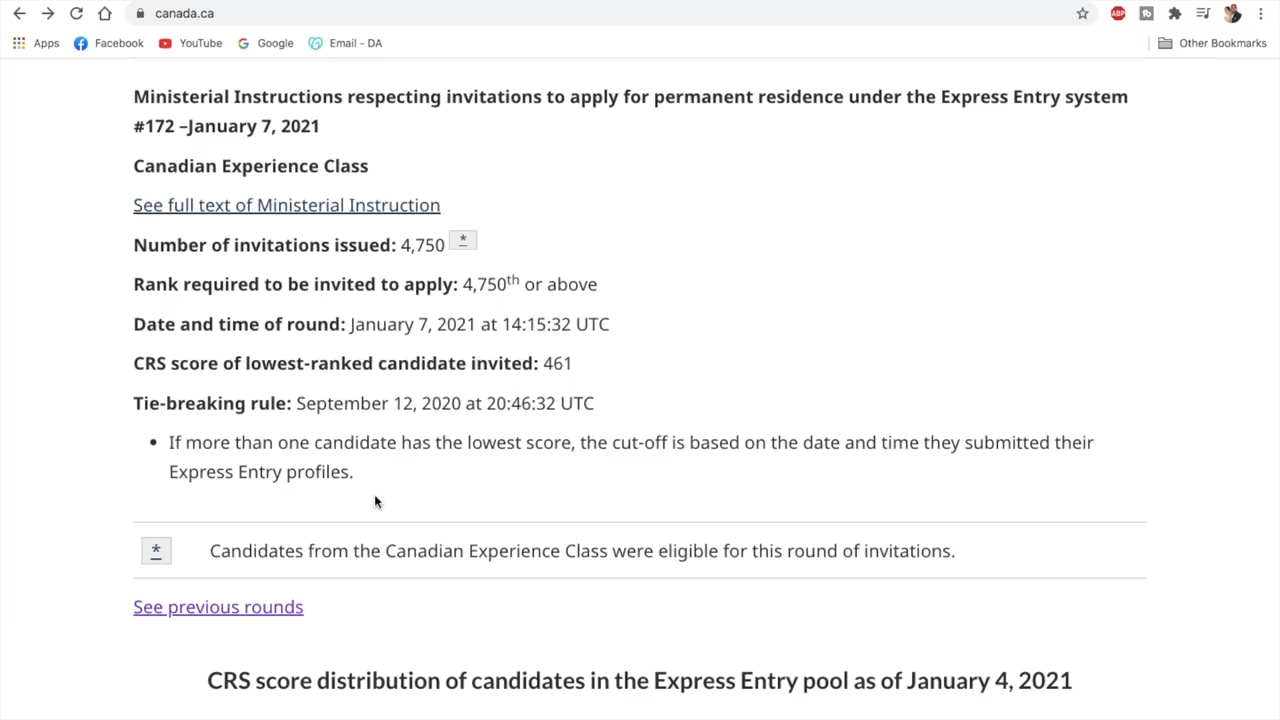 canada.ca
ABP
Apps Facebook YouTube Google Email - DA Other Bookmarks
Ministerial Instructions respecting invitations to apply for permanent residence under the Express Entry system
#172 –January 7, 2021
Canadian Experience Class
See full text of Ministerial Instruction
Number of invitations issued: 4,750 *
Rank required to be invited to apply: 4,750th or above
Date and time of round: January 7, 2021 at 14:15:32 UTC
CRS score of lowest-ranked candidate invited: 461
Tie-breaking rule: September 12, 2020 at 20:46:32 UTC
• If more than one candidate has the lowest score, the cut-off is based on the date and time they submitted their
Express Entry profiles.
* Candidates from the Canadian Experience Class were eligible for this round of invitations.
See previous rounds
CRS score distribution of candidates in the Express Entry pool as of January 4, 2021